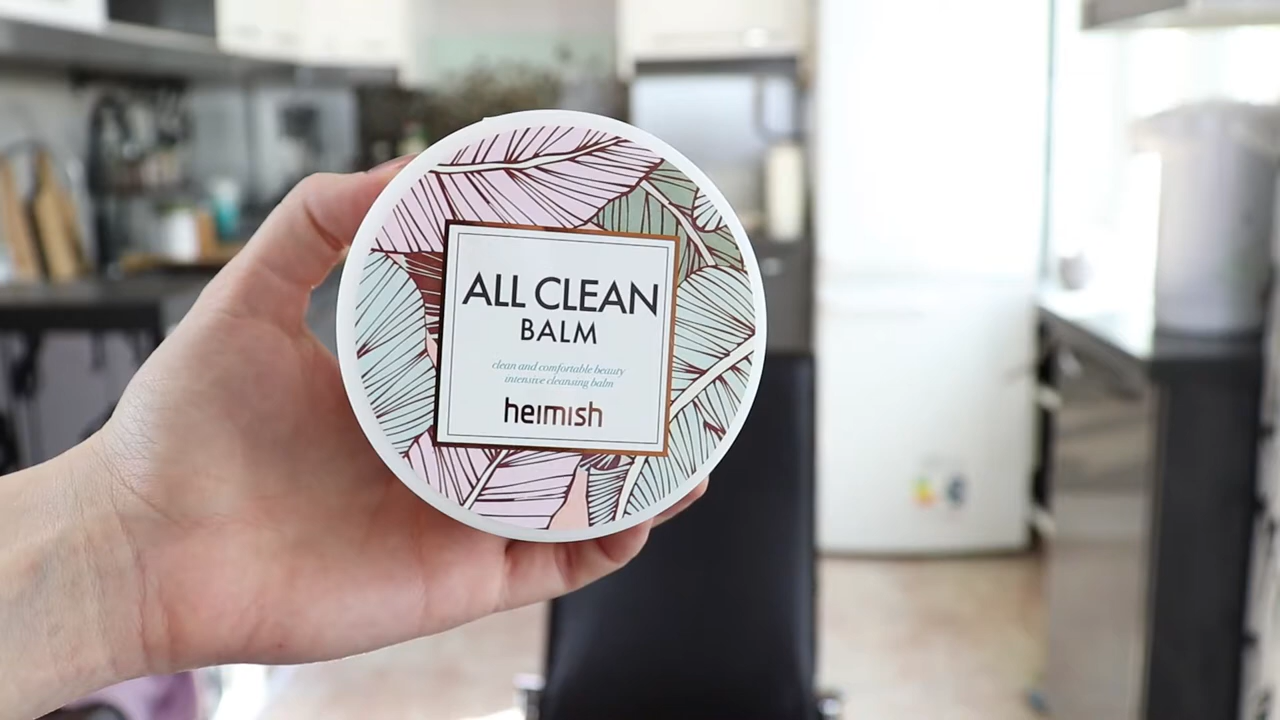 ALL CLEAN
BALM
clean and comfortable beauty
intensive cleansing balm
heimish